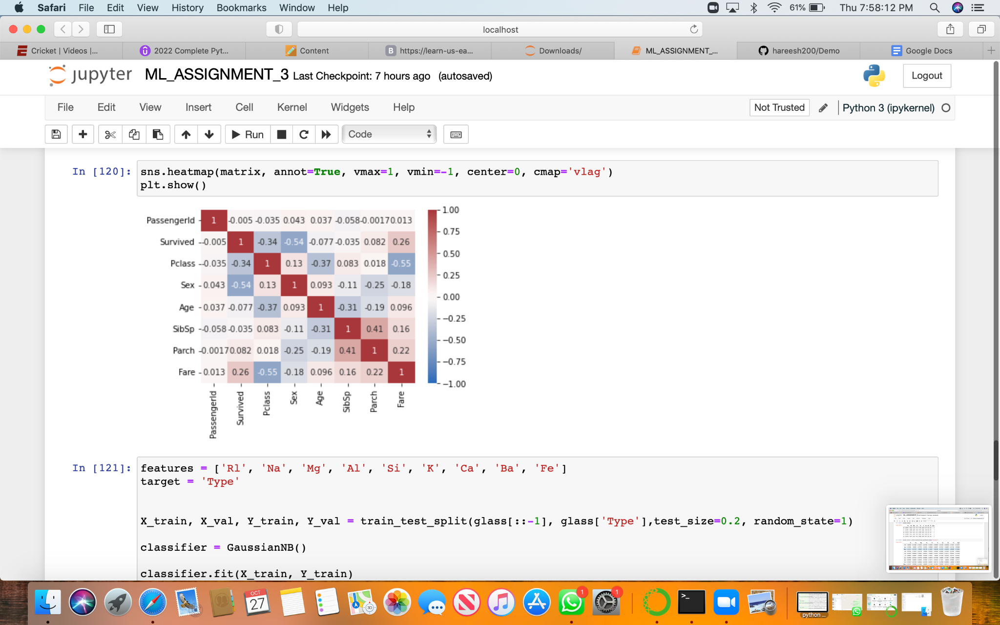 Safari File Edit View History Bookmarks Window Help 61% Thu 7:58:12 PM
localhost
Cricket | Videos |... 2022 Complete Pyt... Content B https://learn-us-ea... Downloads/ ML_ASSIGNMENT_... hareesh200/Demo Google Docs
jupyter ML_ASSIGNMENT_3 Last Checkpoint: 7 hours ago (autosaved) Logout
File Edit View Insert Cell Kernel Widgets Help Not Trusted Python 3 (ipykernel)
Run Code
In [120]: sns.heatmap(matrix, annot=True, vmax=1, vmin=-1, center=0, cmap='vlag')
plt.show()
PassengerId 1 -0.005 -0.035 0.043 0.037 -0.058 -0.0017 0.013
Survived -0.005 1 -0.34 -0.54 -0.077 -0.035 0.082 0.26
Pclass -0.035 -0.34 1 0.13 -0.37 0.083 0.018 -0.55
Sex 0.043 -0.54 0.13 1 0.093 -0.11 -0.25 -0.18
Age 0.037 -0.077 -0.37 0.093 1 -0.31 -0.19 0.096
SibSp -0.058 -0.035 0.083 -0.11 -0.31 1 0.41 0.16
Parch -0.0017 0.082 0.018 -0.25 -0.19 0.41 1 0.22
Fare 0.013 0.26 -0.55 -0.18 0.096 0.16 0.22 1
PassengerId Survived Pclass Sex Age SibSp Parch Fare
1.00
0.75
0.50
0.25
0.00
−0.25
−0.50
−0.75
−1.00
In [121]: features = ['Rl', 'Na', 'Mg', 'Al', 'Si', 'K', 'Ca', 'Ba', 'Fe']
target = 'Type'
X_train, X_val, Y_train, Y_val = train_test_split(glass[::-1], glass['Type'],test_size=0.2, random_state=1)
classifier = GaussianNB()
classifier.fit(X_train, Y_train)
OCT
27
3D
1
1
>_
python ...